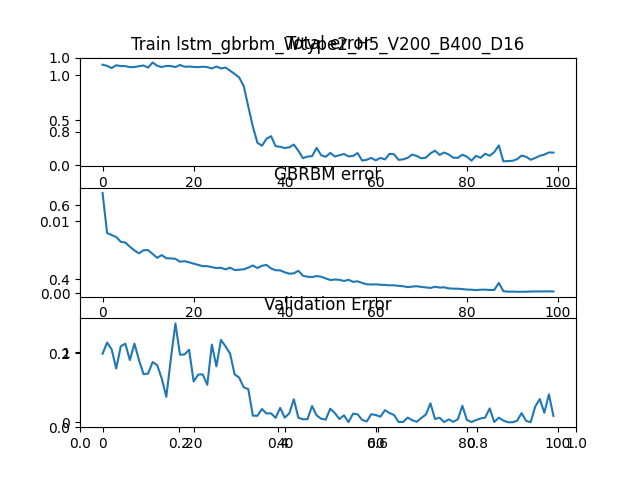 Train lstm_gbrbm_Wtype2_H5_V200_B400_D16
Total error
1.0
1.0
0.5
0.8
0.0
0 20 40 60 80 100
GBRBM error
0.6
0.01
0.4
0.00
0 20 40 60 80 100
Validation Error
0.2
0
0.0
0.0 0 0.2 20 0.4 40 0.6 60 0.8 80 100 1.0